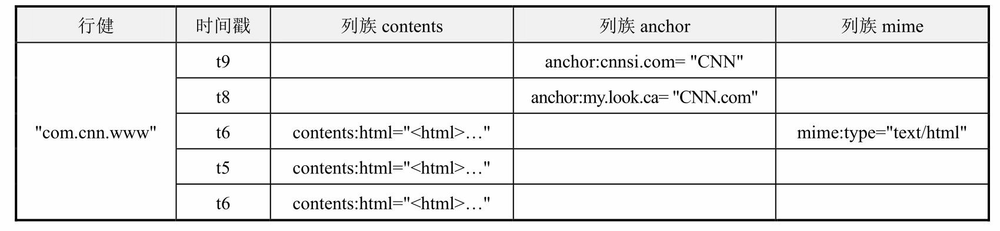 行健 时间戳 列族 contents 列族 anchor 列族 mime
t9 anchor:cnnsi.com= "CNN"
t8 anchor:my.look.ca= "CNN.com"
"com.cnn.www" t6 contents:html="<html>…" mime:type="text/html"
t5 contents:html="<html>…"
t6 contents:html="<html>…"